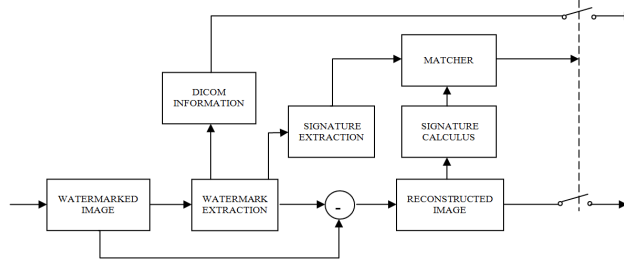 MATCHER
DICOM
INFORMATION
SIGNATURE
EXTRACTION
SIGNATURE
CALCULUS
WATERMARKED
IMAGE
WATERMARK
EXTRACTION
-
RECONSTRUCTED
IMAGE